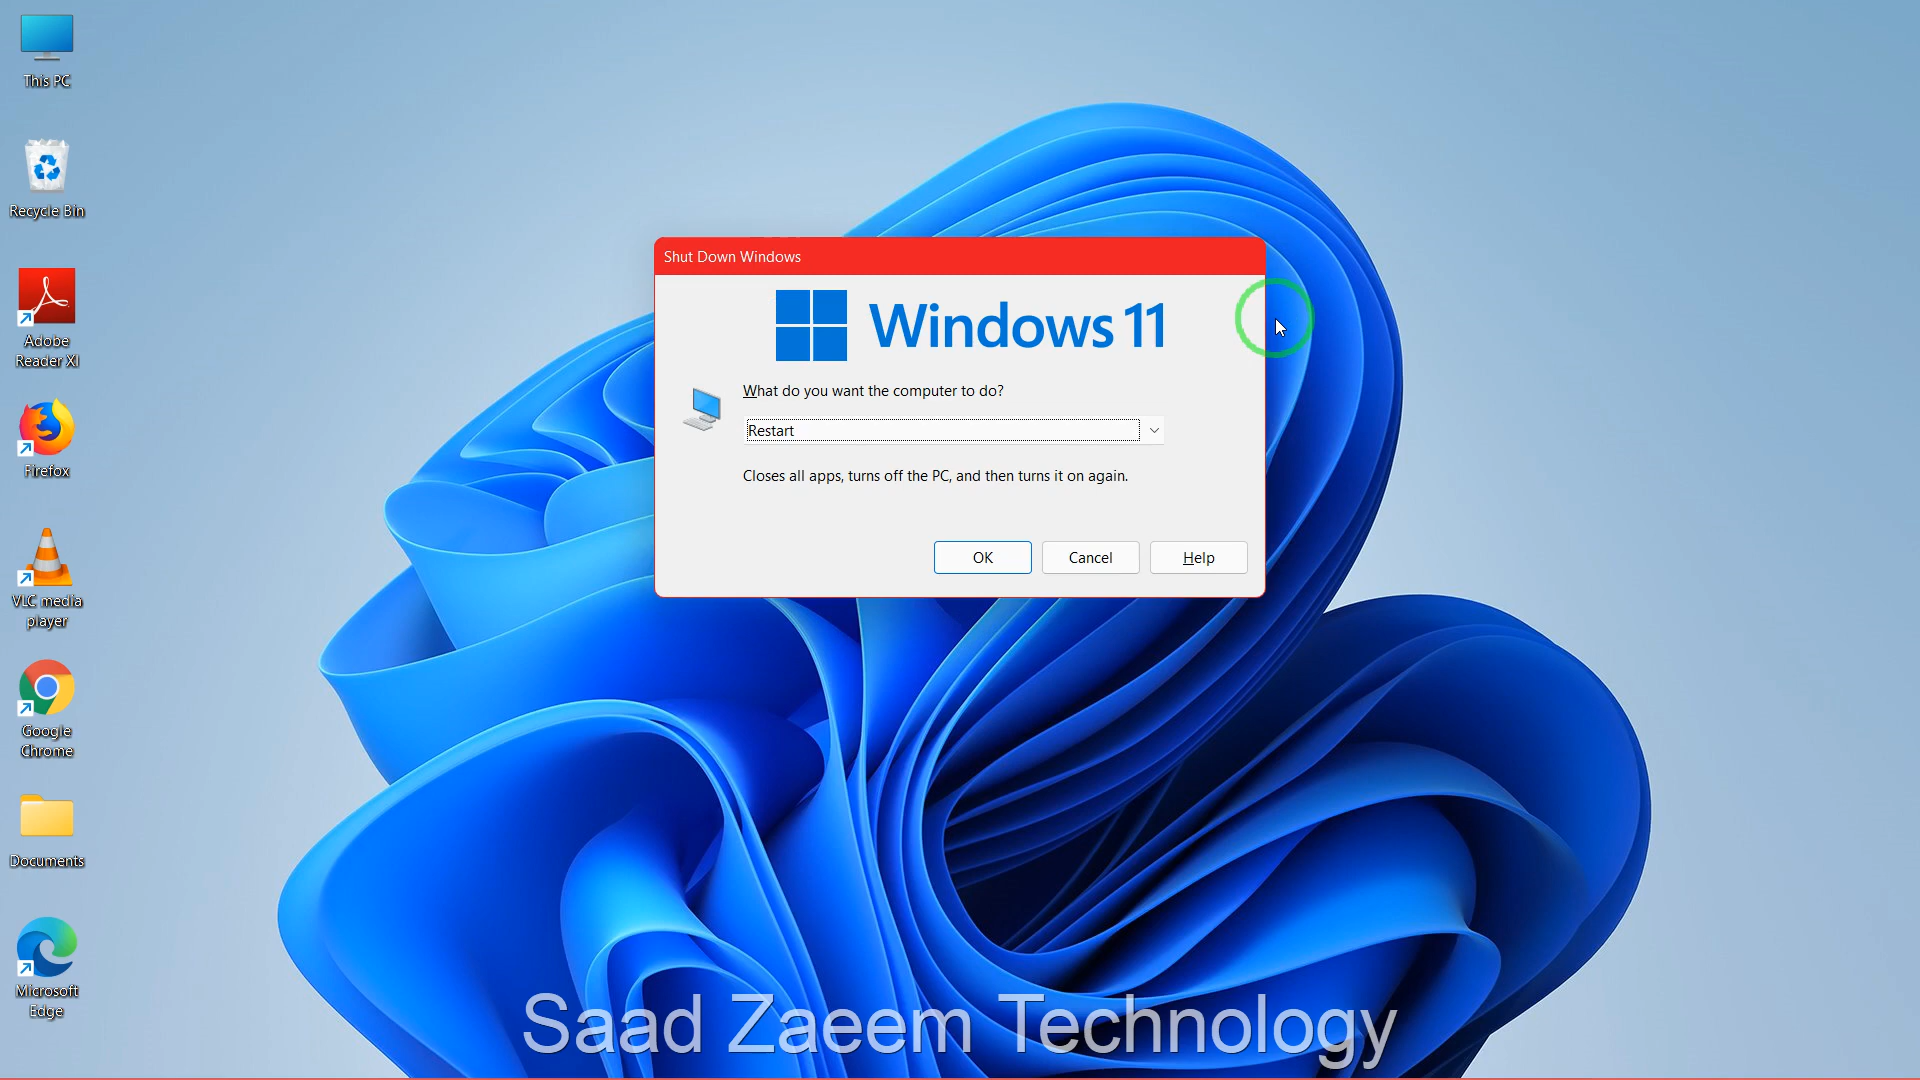 This PC
Recycle Bin
Adobe
Reader XI
Firefox
VLC media
player
Google
Chrome
Documents
Microsoft
Edge
Shut Down Windows
Windows 11
What do you want the computer to do?
Restart
Closes all apps, turns off the PC, and then turns it on again.
OK
Cancel
Help
Saad Zaeem Technology